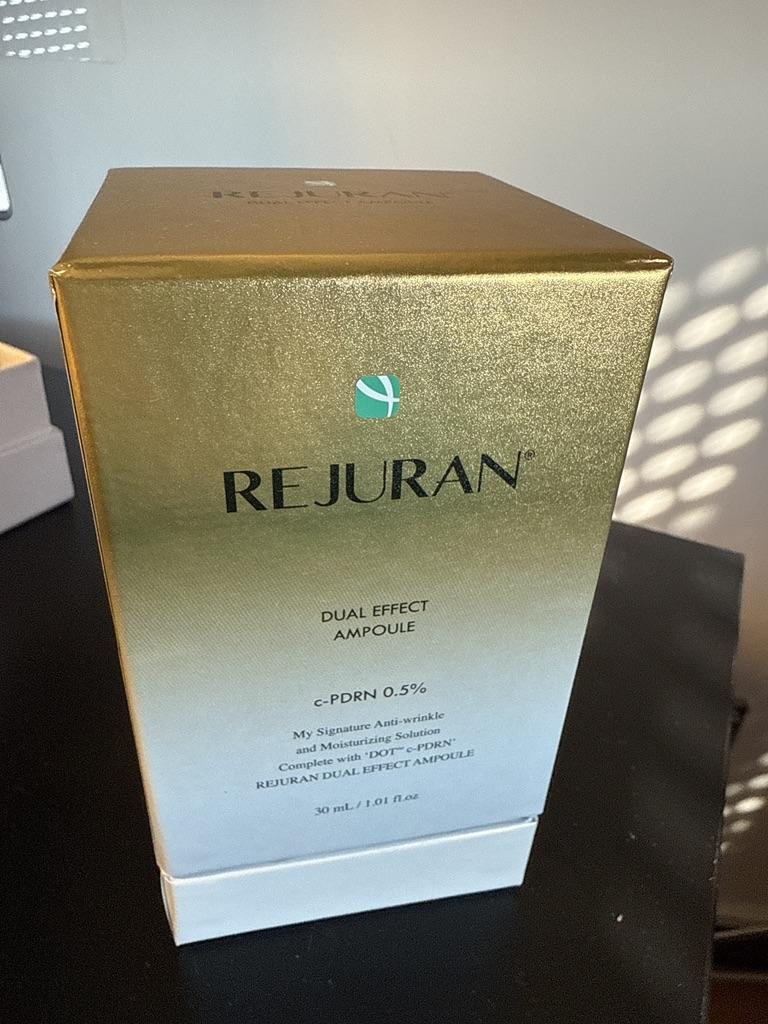 REJURAN®
DUAL EFFECT AMPOULE
REJURAN®
DUAL EFFECT
AMPOULE
c-PDRN 0.5%
My Signature Anti-wrinkle
and Moisturizing Solution
Complete with 'DOT™ c-PDRN'
REJURAN DUAL EFFECT AMPOULE
30 mL / 1.01 fl.oz